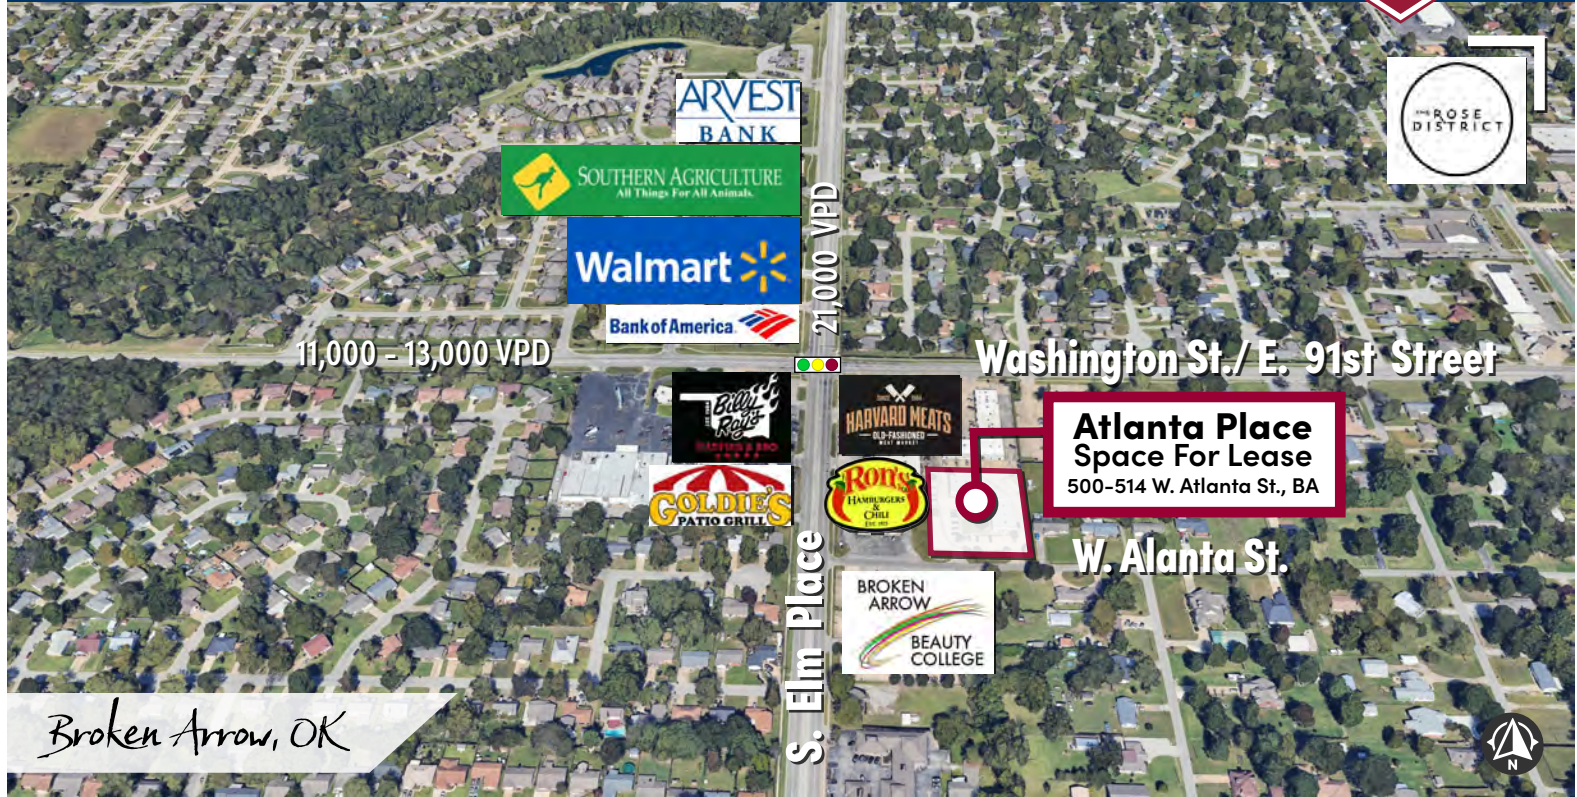 ARVEST
BANK
THE ROSE
DISTRICT
SOUTHERN AGRICULTURE
All Things For All Animals.
21,000 VPD
Walmart
Bank of America
11,000 - 13,000 VPD
Washington St./ E. 91st Street
Billy
Ray's
SINCE
HARVARD MEATS
OLD-FASHIONED
MEAT MARKET
Atlanta Place
Space For Lease
500-514 W. Atlanta St., BA
GOLDIE'S
PATIO GRILL
Ron's
HAMBURGERS
&
CHILI
W. Alanta St.
S. Elm Place
BROKEN
ARROW
BEAUTY
COLLEGE
Broken Arrow, OK
N